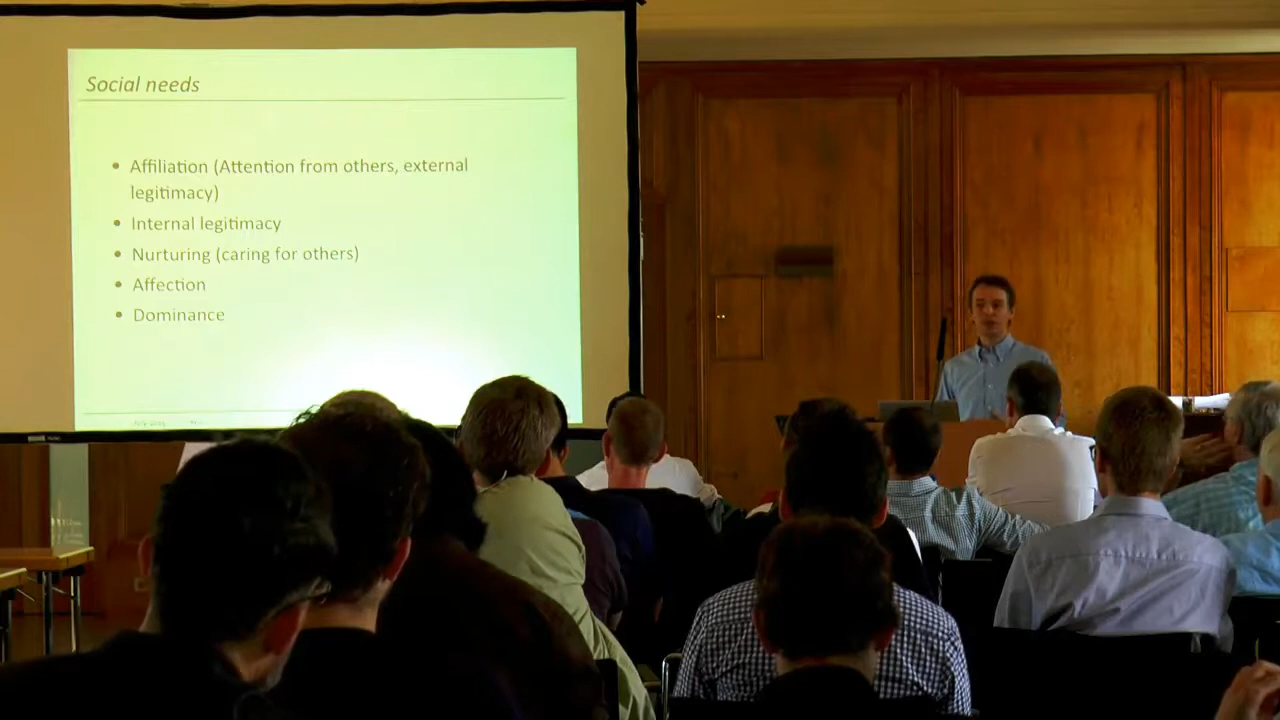 Social needs
• Affiliation (Attention from others, external
legitimacy)
• Internal legitimacy
• Nurturing (caring for others)
• Affection
• Dominance